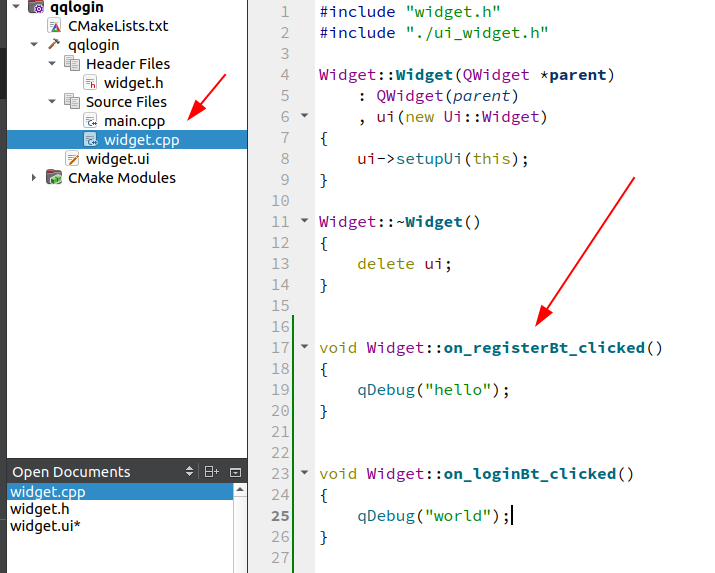 qqlogin
CMakeLists.txt
qqlogin
Header Files
widget.h
Source Files
main.cpp
widget.cpp
widget.ui
CMake Modules
Open Documents
widget.cpp
widget.h
widget.ui*
1 #include "widget.h"
2 #include "./ui_widget.h"
3
4 Widget::Widget(QWidget *parent)
5     : QWidget(parent)
6     , ui(new Ui::Widget)
7 {
8     ui->setupUi(this);
9 }
10
11 Widget::~Widget()
12 {
13     delete ui;
14 }
15
16
17 void Widget::on_registerBt_clicked()
18 {
19     qDebug("hello");
20 }
21
22
23 void Widget::on_loginBt_clicked()
24 {
25     qDebug("world");
26 }
27